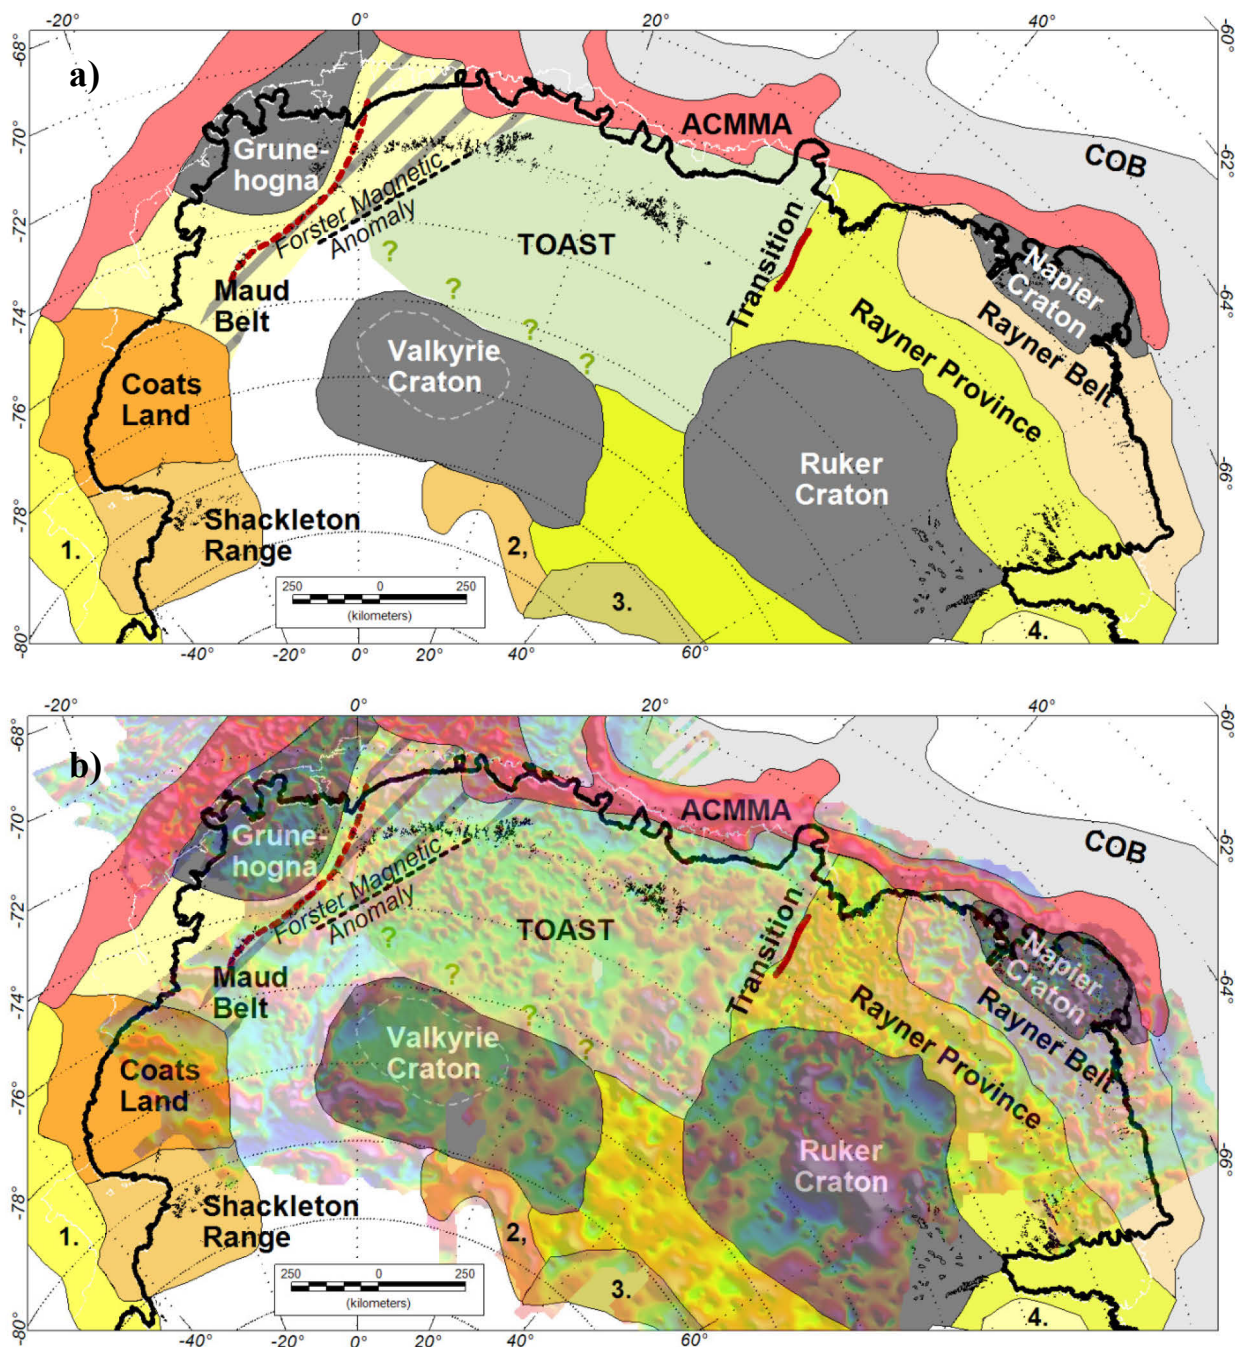 -20°
0°
20°
40°
-60°
-68°
a)
ACMMA
COB
-62°
Grune-
hogna
-70°
Forster Magnetic
Anomaly
TOAST
Transition
Napier
Craton
-64°
-72°
?
?
?
?
Maud
Belt
Rayner Province
Rayner Belt
-74°
Valkyrie
Craton
Coats
Land
-76°
Ruker
Craton
-66°
-78°
Shackleton
Range
1.
2,
3.
4.
250 0 250
(kilometers)
-80°
-40°
-20°
0°
20°
40°
60°
-20°
0°
20°
40°
-60°
-68°
b)
ACMMA
COB
-62°
Grune-
hogna
-70°
Forster Magnetic
Anomaly
TOAST
Transition
Napier
Craton
-64°
-72°
?
?
?
?
Maud
Belt
Rayner Province
Rayner Belt
-74°
Valkyrie
Craton
Coats
Land
-76°
Ruker
Craton
-66°
-78°
Shackleton
Range
1.
2,
3.
4.
250 0 250
(kilometers)
-80°
-40°
-20°
0°
20°
40°
60°